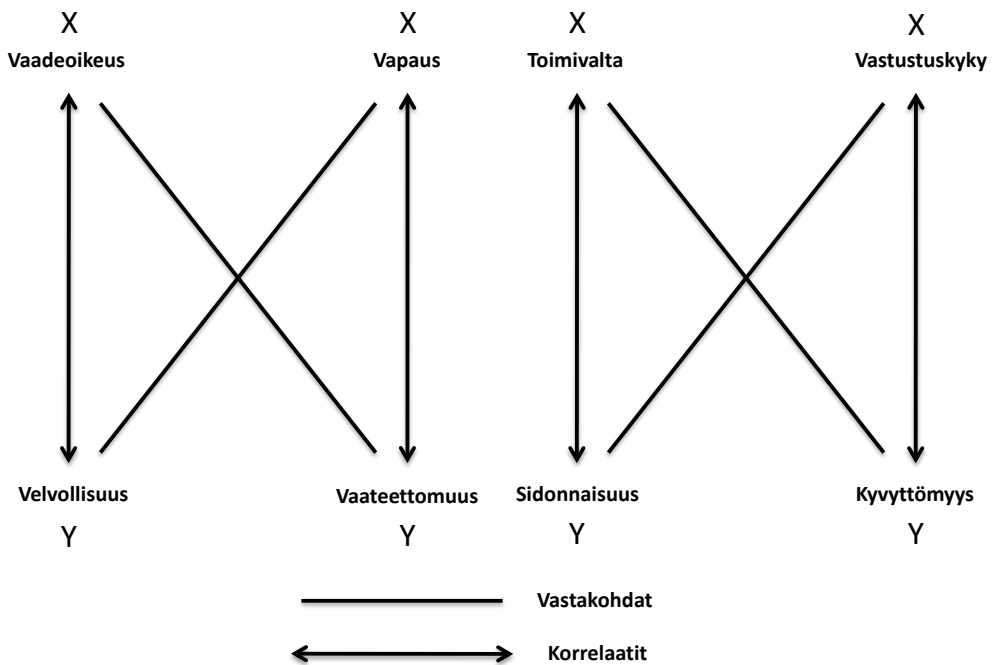 X X X X
Vaadeoikeus Vapaus Toimivalta Vastustuskyky
Velvollisuus Vaateettomuus Sidonnaisuus Kyvyttömyys
Y Y Y Y
Vastakohdat
Korrelaatit